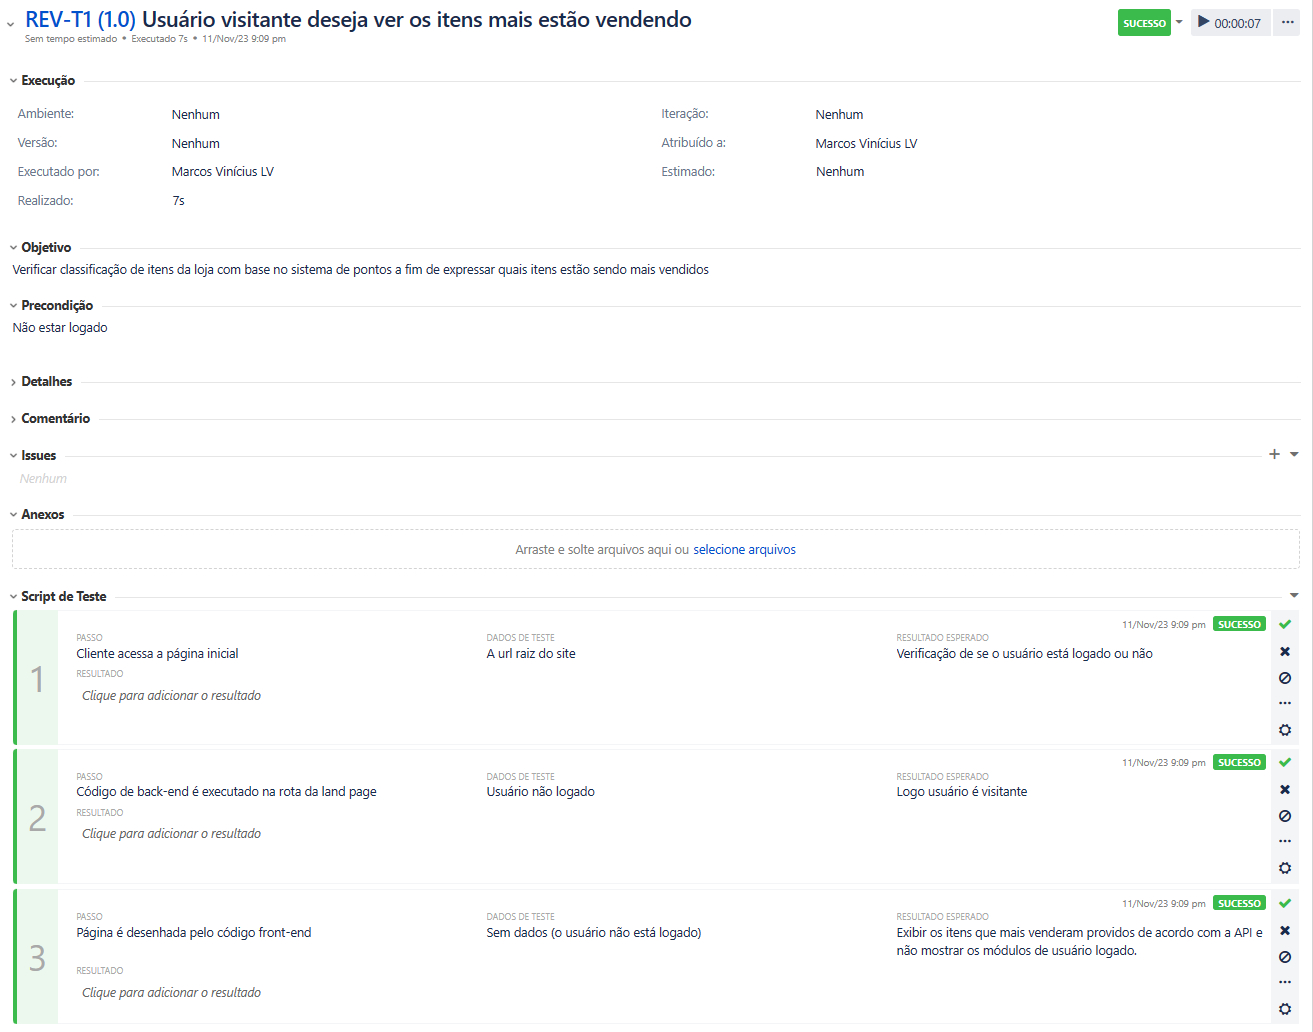 REV-T1 (1.0) Usuário visitante deseja ver os itens mais estão vendendo
SUCESSO
00:00:07
Sem tempo estimado • Executado 7s • 11/Nov/23 9:09 pm
Execução
Ambiente: Nenhum Iteração: Nenhum
Versão: Nenhum Atribuído a: Marcos Vinícius LV
Executado por: Marcos Vinícius LV Estimado: Nenhum
Realizado: 7s
Objetivo
Verificar classificação de itens da loja com base no sistema de pontos a fim de expressar quais itens estão sendo mais vendidos
Precondição
Não estar logado
Detalhes
Comentário
Issues
Nenhum
Anexos
Arraste e solte arquivos aqui ou selecione arquivos
Script de Teste
1
11/Nov/23 9:09 pm SUCESSO
PASSO DADOS DE TESTE RESULTADO ESPERADO
Cliente acessa a página inicial A url raiz do site Verificação de se o usuário está logado ou não
RESULTADO
Clique para adicionar o resultado
2
11/Nov/23 9:09 pm SUCESSO
PASSO DADOS DE TESTE RESULTADO ESPERADO
Código de back-end é executado na rota da land page Usuário não logado Logo usuário é visitante
RESULTADO
Clique para adicionar o resultado
3
11/Nov/23 9:09 pm SUCESSO
PASSO DADOS DE TESTE RESULTADO ESPERADO
Página é desenhada pelo código front-end Sem dados (o usuário não está logado) Exibir os itens que mais venderam providos de acordo com a API e
não mostrar os módulos de usuário logado.
RESULTADO
Clique para adicionar o resultado